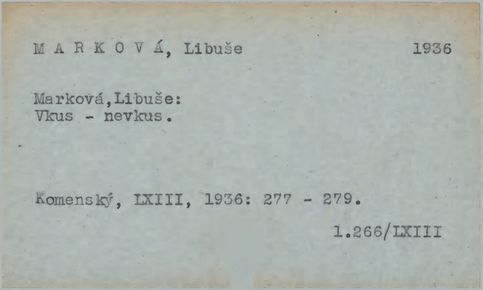 M A R K O V Á, Libuše 1936
Marková,Libuše:
Vkus - nevkus.
Komenský, LXIII, 1936: 277 - 279.
1.266/LXIII